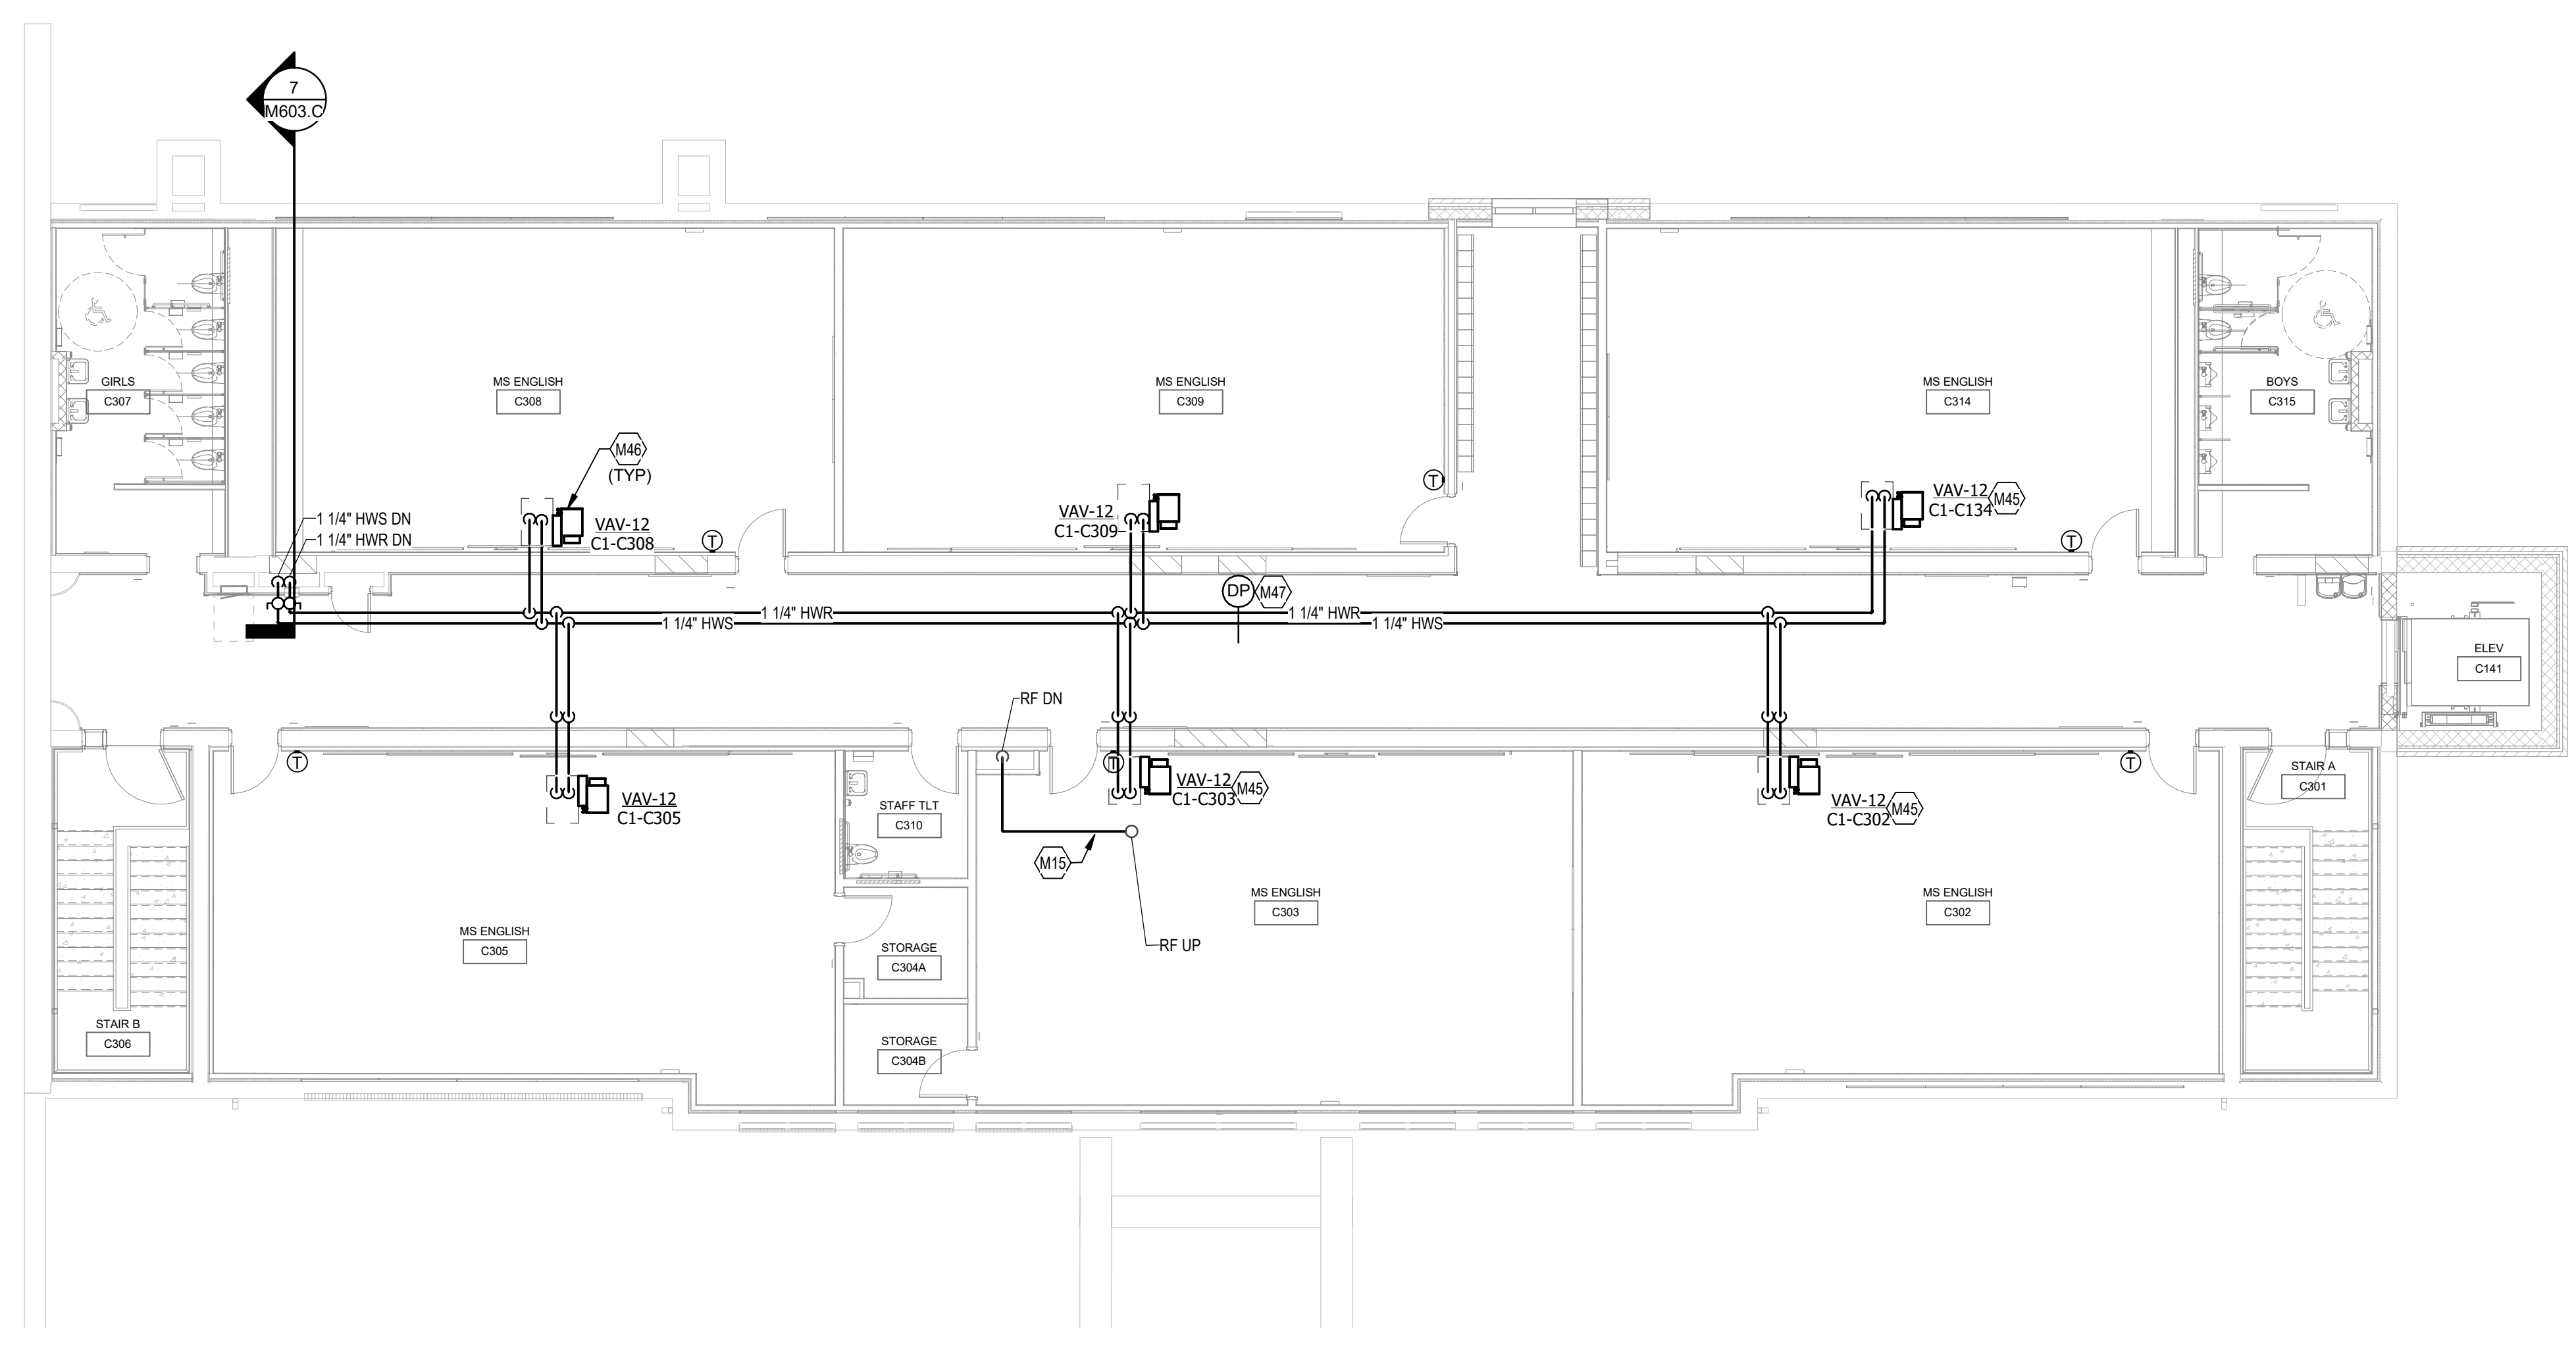 7
M603.C
GIRLS
C307
MS ENGLISH
C308
MS ENGLISH
C309
MS ENGLISH
C314
BOYS
C315
M46
(TYP)
1 1/4" HWS DN
1 1/4" HWR DN
VAV-12
C1-C308
T
VAV-12
C1-C309
T
VAV-12
C1-C134
M45
T
DP
M47
1 1/4" HWR
1 1/4" HWS
1 1/4" HWR
1 1/4" HWS
ELEV
C141
RF DN
T
VAV-12
C1-C305
STAFF TLT
C310
T
VAV-12
C1-C303
M45
VAV-12
C1-C302
M45
T
STAIR A
C301
M15
MS ENGLISH
C305
STORAGE
C304A
RF UP
MS ENGLISH
C303
MS ENGLISH
C302
STAIR B
C306
STORAGE
C304B